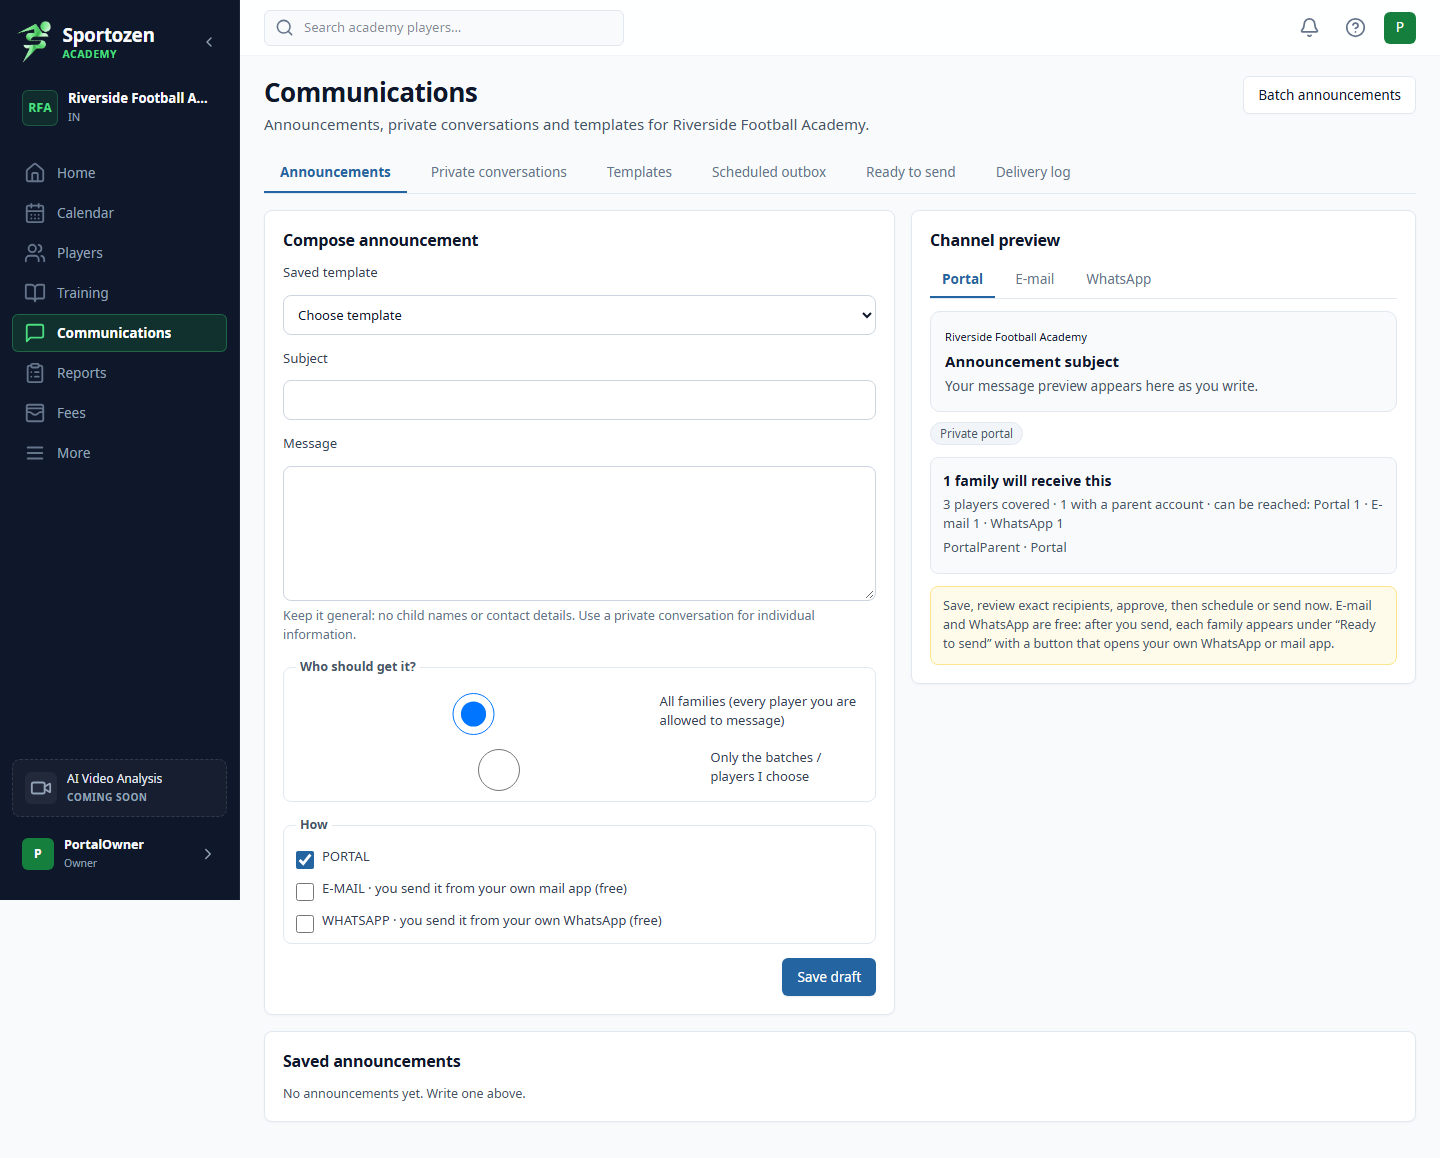 Sportozen
ACADEMY
RFA
Riverside Football A...
IN
Home
Calendar
Players
Training
Communications
Reports
Fees
More
AI Video Analysis
COMING SOON
P
PortalOwner
Owner
Search academy players...
P
Communications
Announcements, private conversations and templates for Riverside Football Academy.
Batch announcements
Announcements
Private conversations
Templates
Scheduled outbox
Ready to send
Delivery log
Compose announcement
Saved template
Choose template
Subject
Message
Keep it general: no child names or contact details. Use a private conversation for individual
information.
Who should get it?
All families (every player you are
allowed to message)
Only the batches /
players I choose
How
PORTAL
E-MAIL · you send it from your own mail app (free)
WHATSAPP · you send it from your own WhatsApp (free)
Save draft
Channel preview
Portal
E-mail
WhatsApp
Riverside Football Academy
Announcement subject
Your message preview appears here as you write.
Private portal
1 family will receive this
3 players covered · 1 with a parent account · can be reached: Portal 1 · E-
mail 1 · WhatsApp 1
PortalParent · Portal
Save, review exact recipients, approve, then schedule or send now. E-mail
and WhatsApp are free: after you send, each family appears under “Ready
to send” with a button that opens your own WhatsApp or mail app.
Saved announcements
No announcements yet. Write one above.